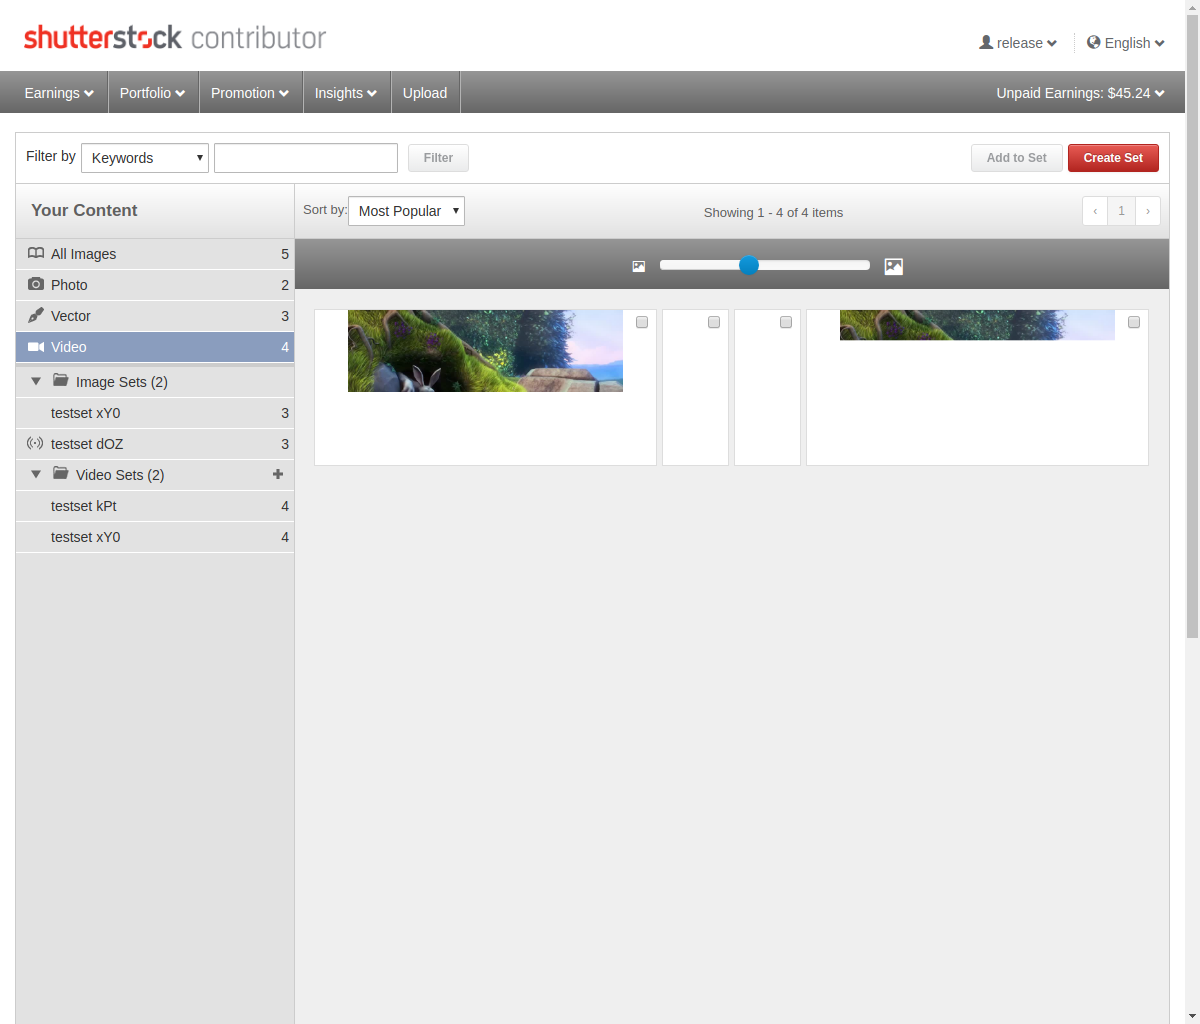 shutterstock contributor
release
English
Earnings
Portfolio
Promotion
Insights
Upload
Unpaid Earnings: $45.24
Filter by
Keywords
Filter
Add to Set
Create Set
Your Content
Sort by:
Most Popular
Showing 1 - 4 of 4 items
‹ 1 ›
All Images 5
Photo 2
Vector 3
Video 4
Image Sets (2)
testset xY0 3
testset dOZ 3
Video Sets (2)
testset kPt 4
testset xY0 4